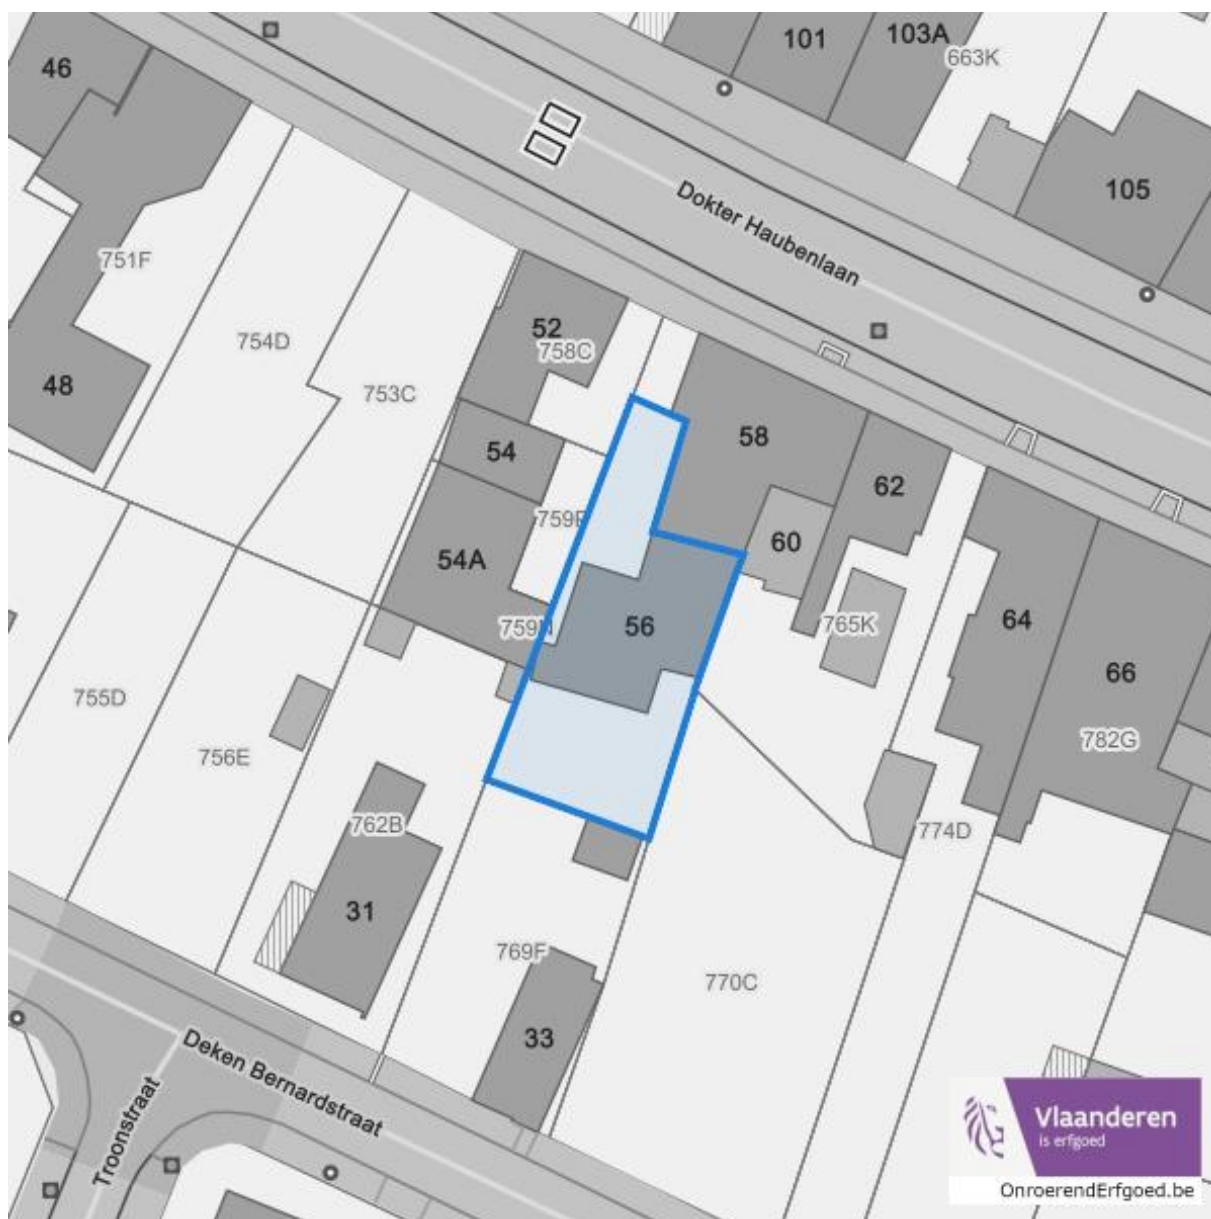 101
103A
663K
46
105
Dokter Haubenlaan
751F
52
758C
754D
48
753C
54
58
62
759
60
54A
56
759
765K
64
66
755D
756E
782G
762B
774D
31
769F
770C
33
Deken Bernardstraat
Troonstraat
Vlaanderen
is erfgoed
OnroerendErfgoed.be